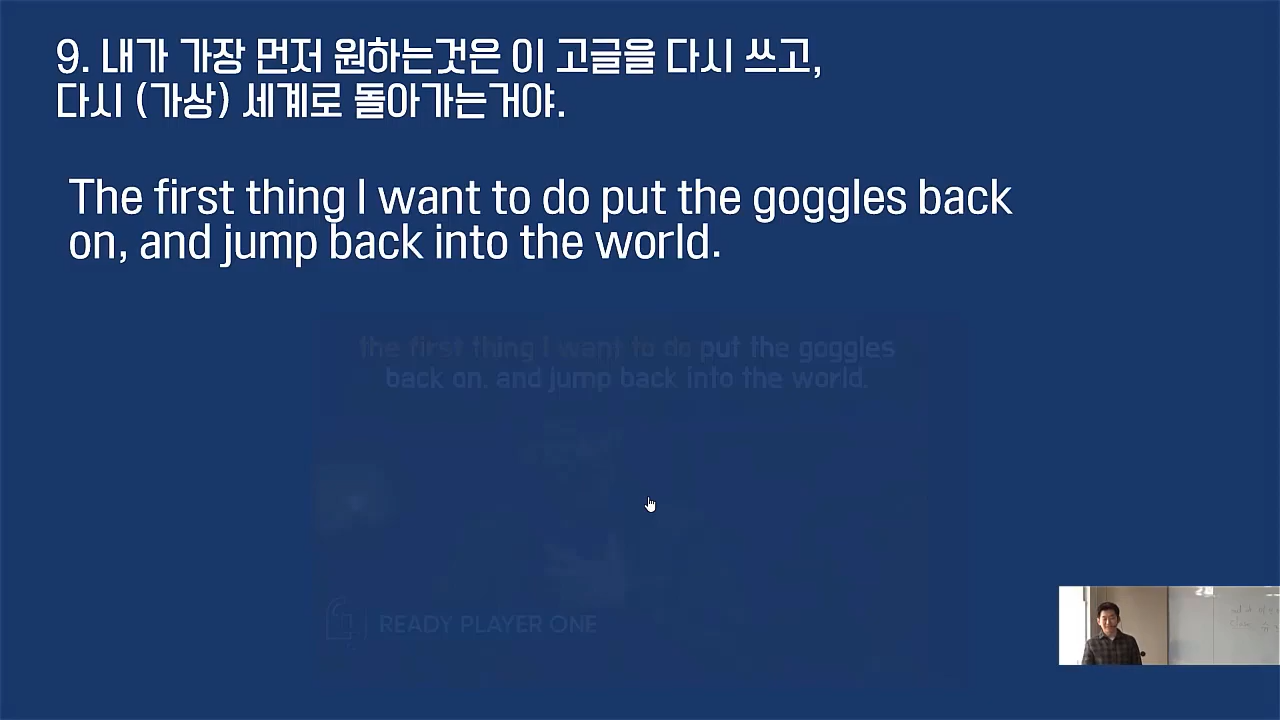 9. 내가 가장 먼저 원하는것은 이 고글을 다시 쓰고,
다시 (가상) 세계로 돌아가는거야.
The first thing I want to do put the goggles back
on, and jump back into the world.
the first thing I want to do put the goggles
back on, and jump back into the world.
READY PLAYER ONE